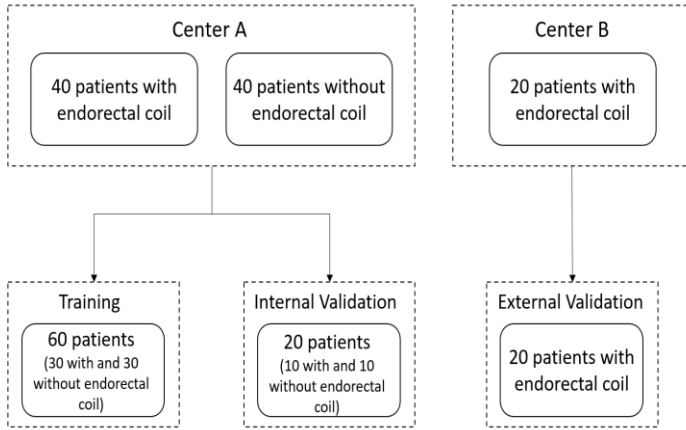 Center A
40 patients with
endorectal coil
40 patients without
endorectal coil
Center B
20 patients with
endorectal coil
Training
60 patients
(30 with and 30
without endorectal
coil)
Internal Validation
20 patients
(10 with and 10
without endorectal
coil)
External Validation
20 patients with
endorectal coil